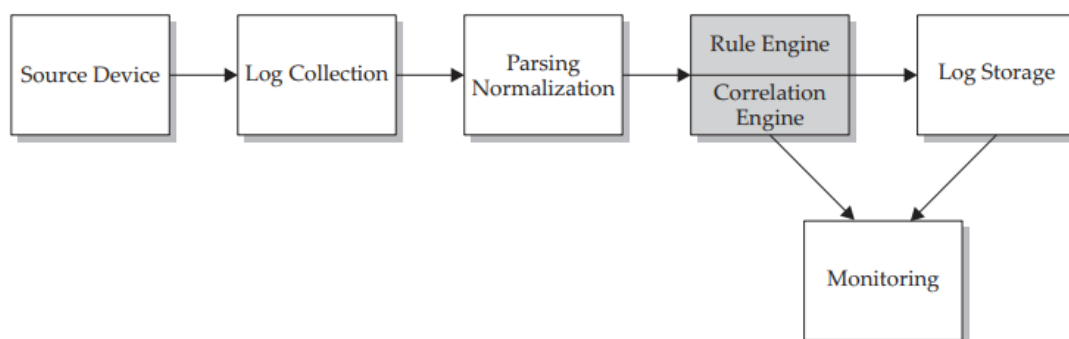 Source Device
Log Collection
Parsing
Normalization
Rule Engine
Correlation
Engine
Log Storage
Monitoring